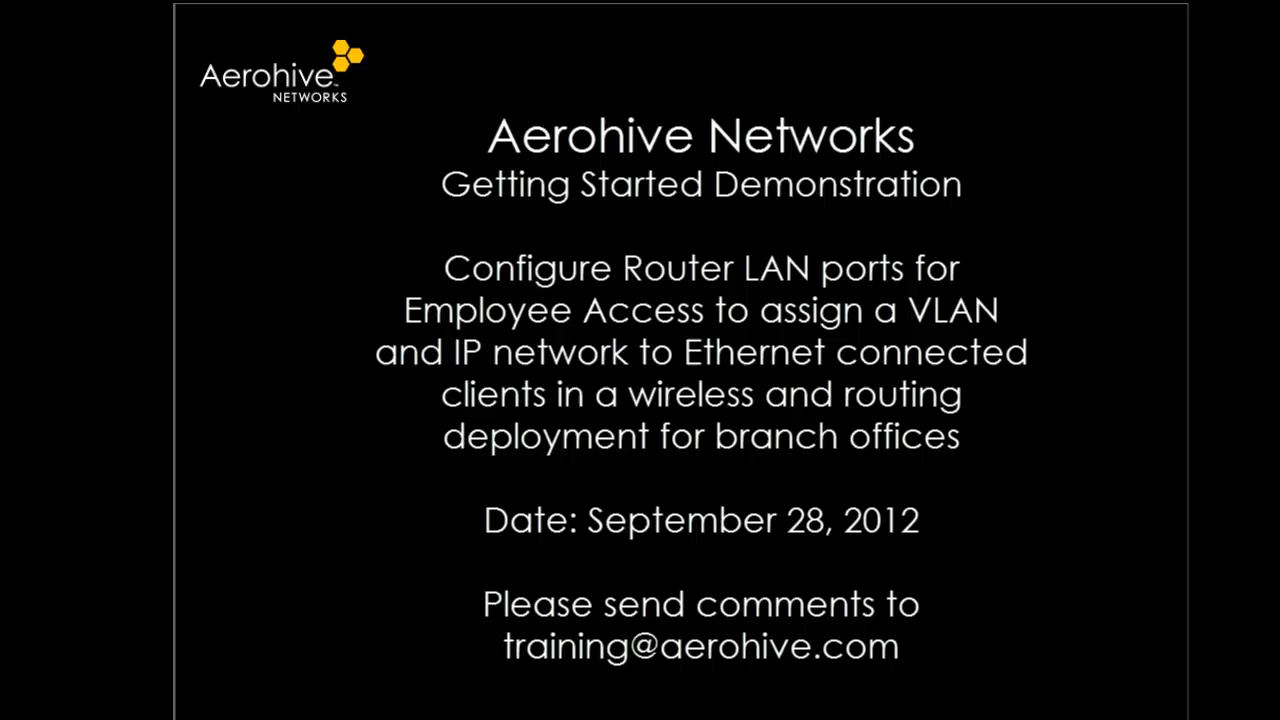 Aerohive
NETWORKS
Aerohive Networks
Getting Started Demonstration
Configure Router LAN ports for
Employee Access to assign a VLAN
and IP network to Ethernet connected
clients in a wireless and routing
deployment for branch offices
Date: September 28, 2012
Please send comments to
training@aerohive.com